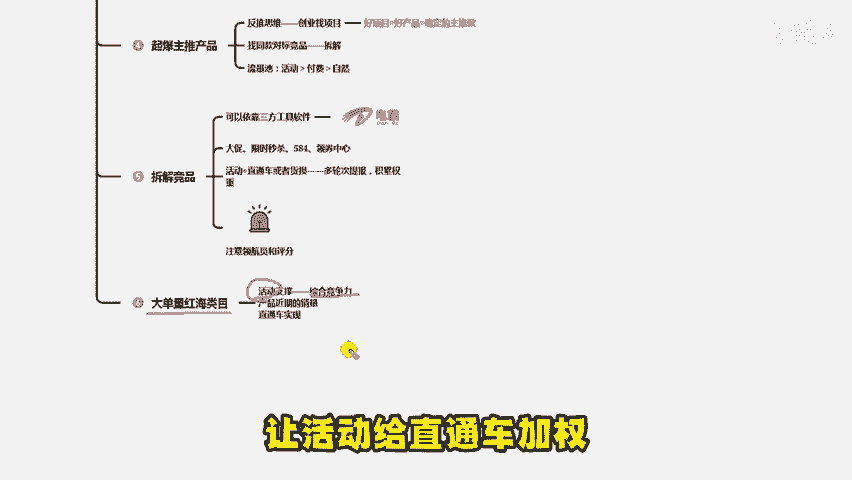 ④ 起爆主推产品
反推思维——创业找项目 — 好项目=好产品=确定的主推款
找同款对标竞品——拆解
流量池：活动 > 付费 > 自然
⑤ 拆解竞品
可以依靠三方工具软件 —
大促、限时秒杀、584、领券中心
活动+直通车或者货损——多轮次提报，积累权
重
注意领航员和评分
⑥ 大单量红海类目
活动支撑——综合竞争力
产品近期的销量
直通车实现
让活动给直通车加权